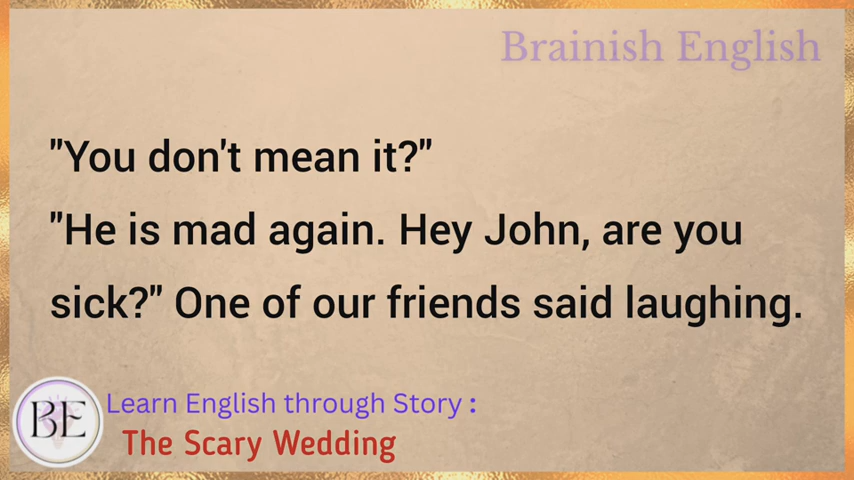 Brainish English
"You don't mean it?"
"He is mad again. Hey John, are you
sick?" One of our friends said laughing.
BE
Learn English through Story :
The Scary Wedding